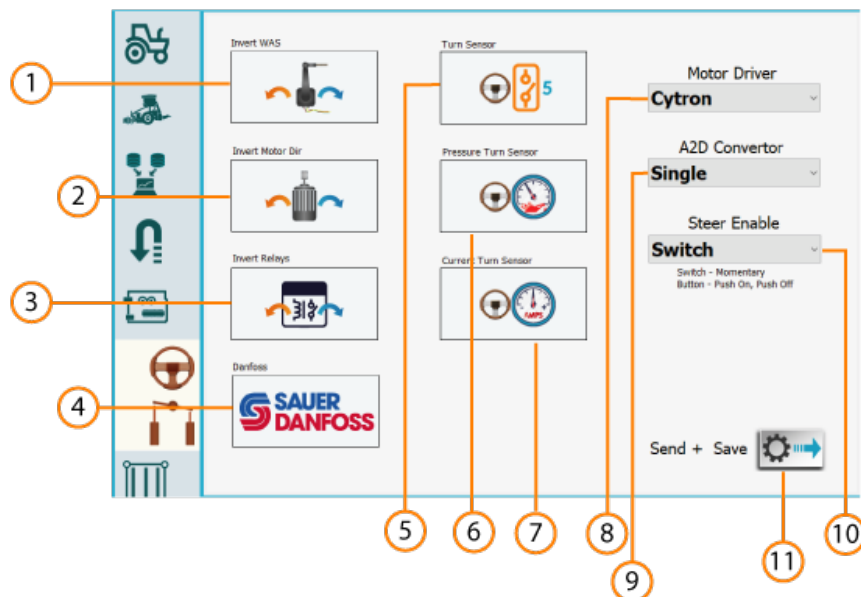 Invert WAS
Turn Sensor
5
Motor Driver
Cytron
1
8
Invert Motor Dir
Pressure Turn Sensor
A2D Convertor
Single
2
Invert Relays
Current Turn Sensor
AMPS
Steer Enable
Switch
Switch - Momentary
Button - Push On, Push Off
3
Danfoss
SAUER
DANFOSS
4
Send + Save
5
6
7
8
9
10
11